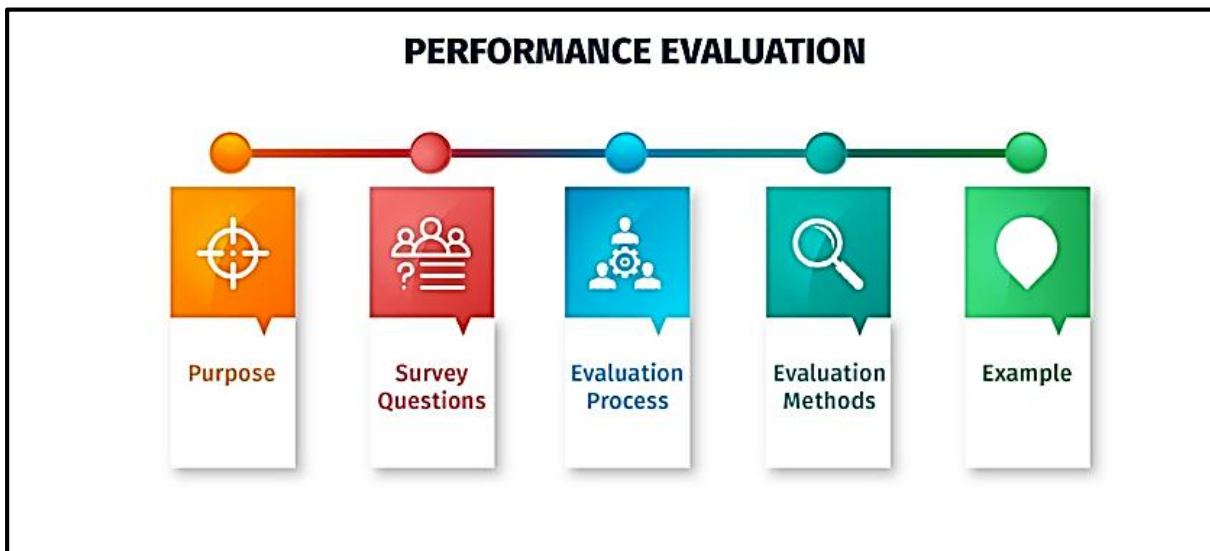 PERFORMANCE EVALUATION
Purpose
Survey
Questions
Evaluation
Process
Evaluation
Methods
Example